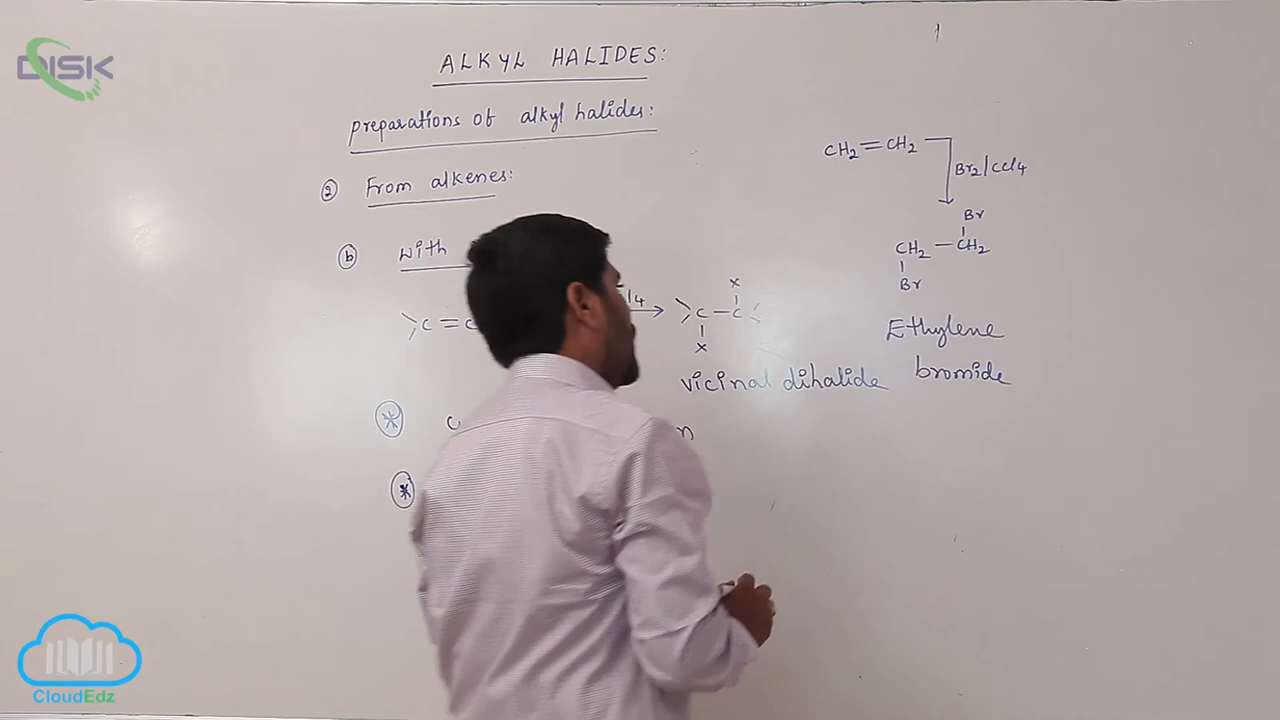 DISK
ALKYL HALIDES:
preparations of alkyl halides:
② From alkenes:
ⓑ with
>C=C
l4 → >C-C<
x
x
vicinal dihalide
n
CH2=CH2
Br2/CCl4
Br
CH2-CH2
Br
Ethylene
bromide
CloudEdz